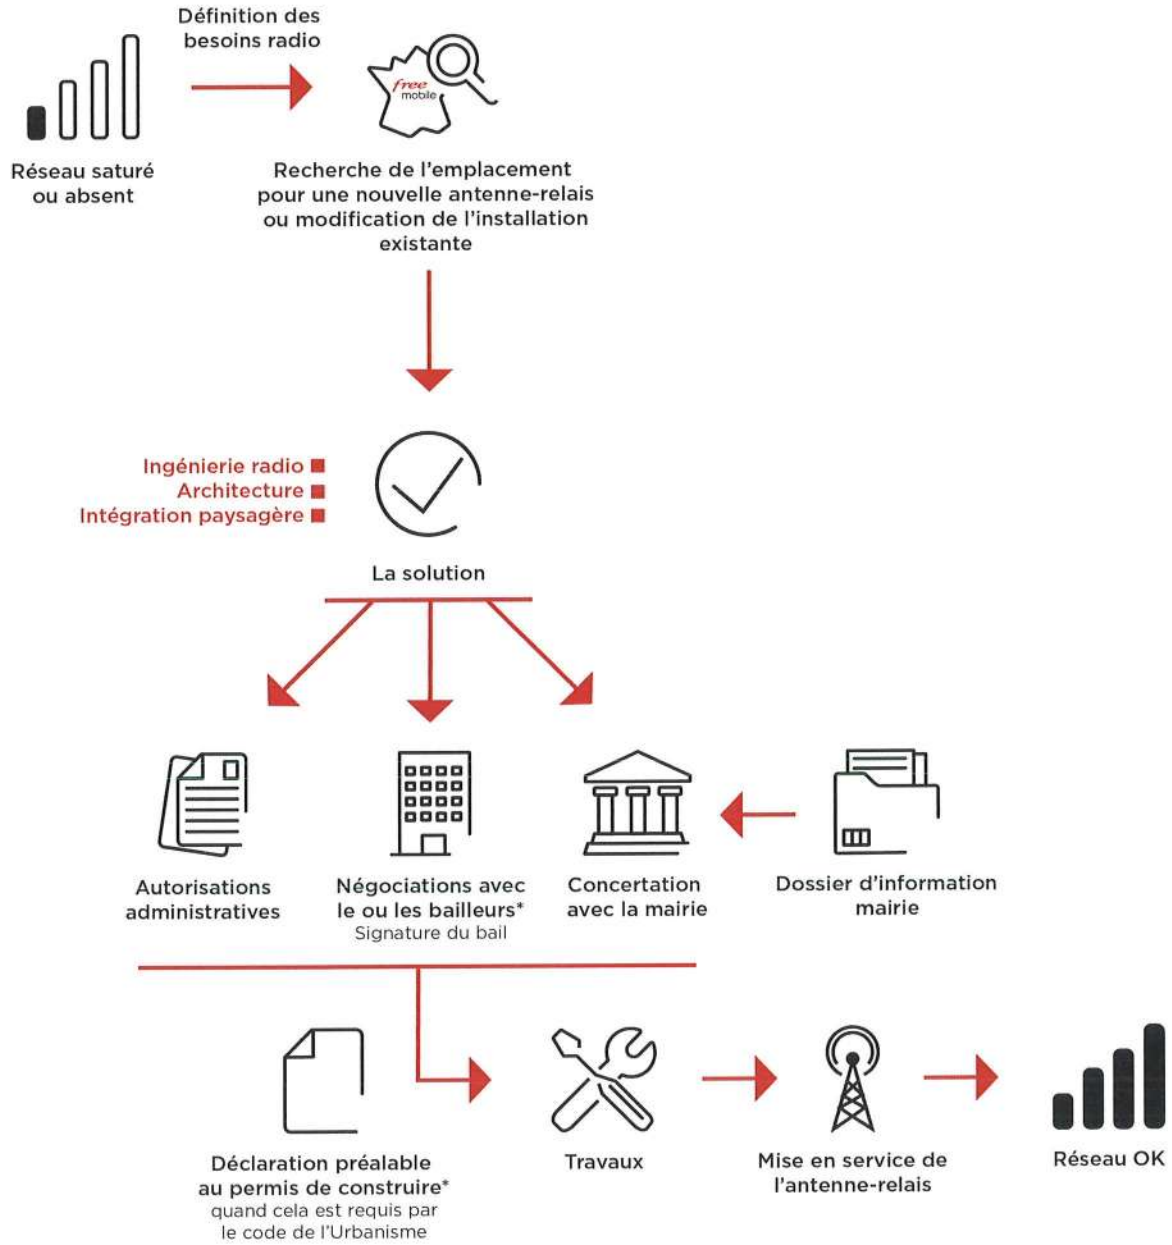 Définition des
besoins radio
free
mobile
Réseau saturé
ou absent
Recherche de l'emplacement
pour une nouvelle antenne-relais
ou modification de l'installation
existante
Ingénierie radio
Architecture
Intégration paysagère
La solution
Autorisations
administratives
Négociations avec
le ou les bailleurs*
Signature du bail
Concertation
avec la mairie
Dossier d'information
mairie
Déclaration préalable
au permis de construire*
quand cela est requis par
le code de l'Urbanisme
Travaux
Mise en service de
l'antenne-relais
Réseau OK